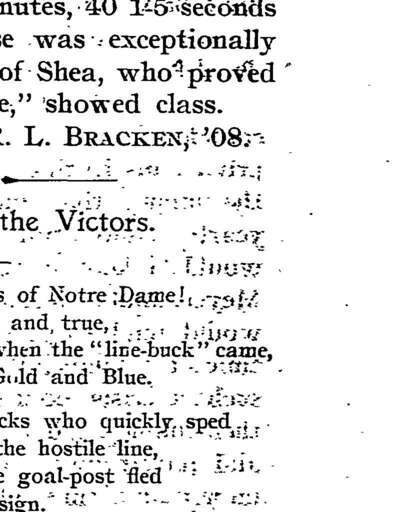 nutes, 40 1-5 seconds
se was exceptionally
of Shea, who proved
e," showed class.
R. L. BRACKEN, '08.
the Victors.
s of Notre Dame!
and true,
when the "line-buck" came,
Gold and Blue.
cks who quickly sped
the hostile line,
e goal-post fled
sign.